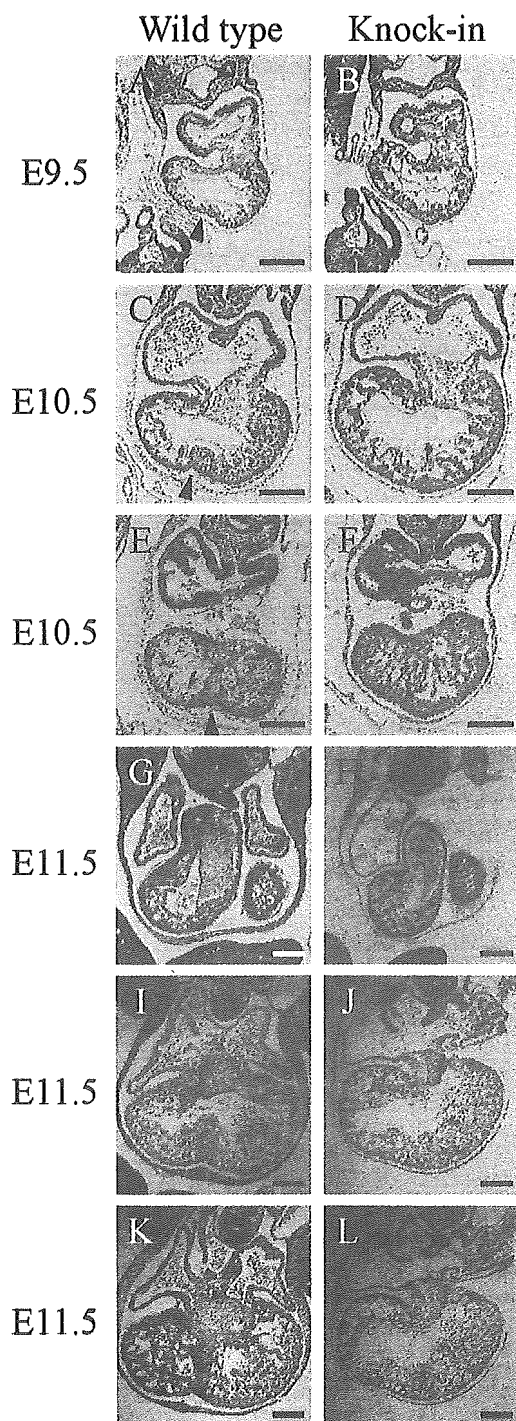 Wild type Knock-in
E9.5 A B
E10.5 C D
E10.5 E F
E11.5 G H
E11.5 I J
E11.5 K L